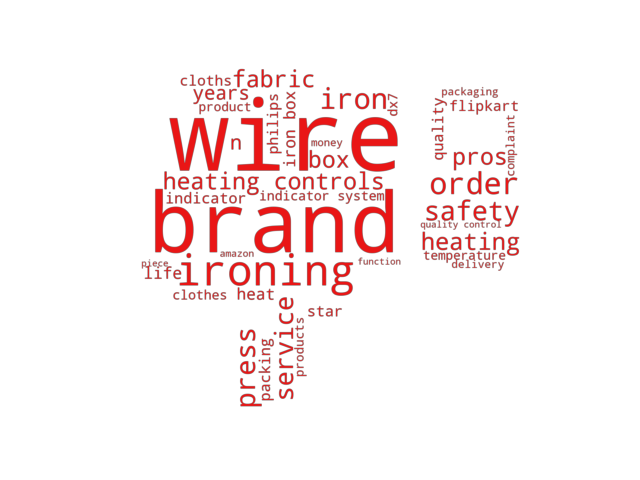 cloths fabric
years
product
philips
iron box
iron
dx7
wire
n
money
box
heating controls
indicator
indicator system
brand
amazon
piece
life
ironing
function
clothes heat
star
service
press
packing
products
packaging
quality
flipkart
complaint
pros
order
safety
quality control
heating
temperature
delivery